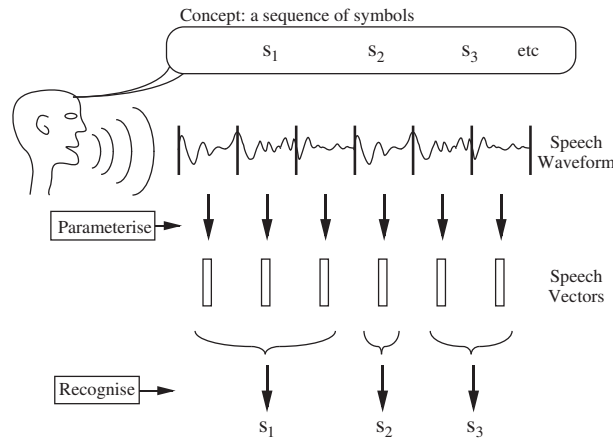 Concept: a sequence of symbols
s1 s2 s3 etc
Speech
Waveform
Parameterise
Speech
Vectors
Recognise
s1 s2 s3